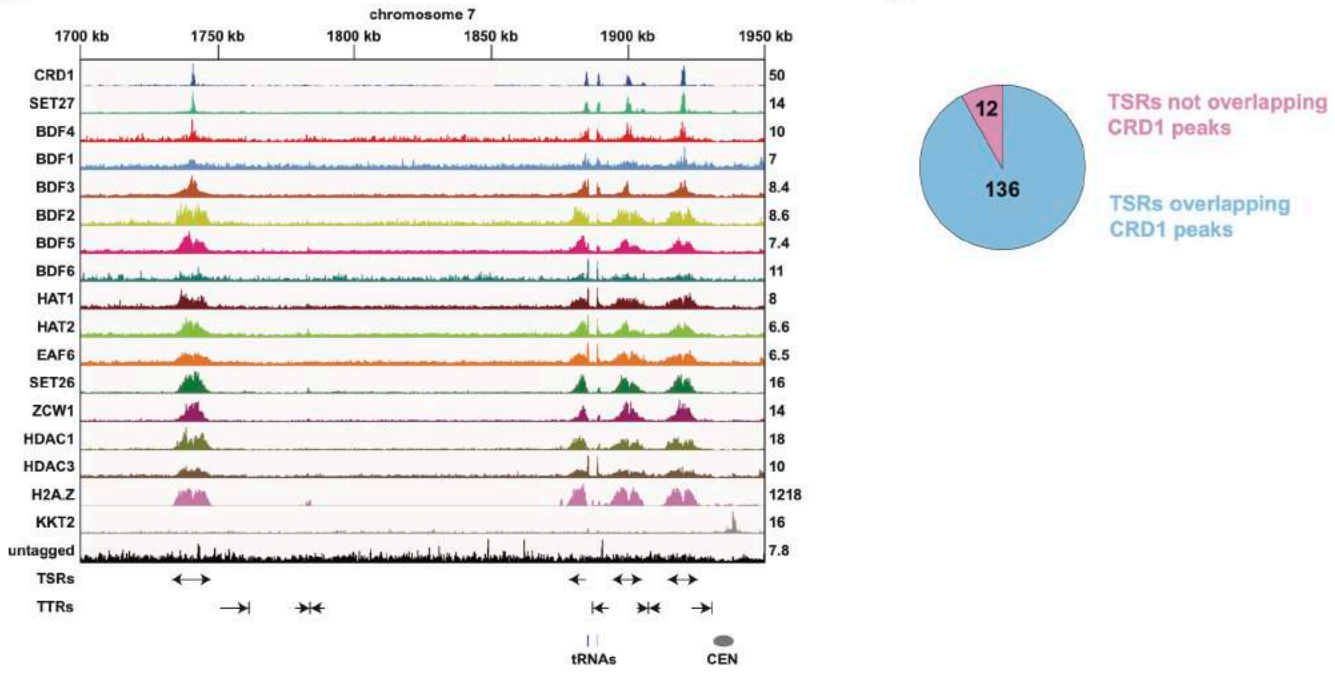 chromosome 7
1700 kb 1750 kb 1800 kb 1850 kb 1900 kb 1950 kb
CRD1 50
SET27 14
BDF4 10
BDF1 7
BDF3 8.4
BDF2 8.6
BDF5 7.4
BDF6 11
HAT1 8
HAT2 6.6
EAF6 6.5
SET26 16
ZCW1 14
HDAC1 18
HDAC3 10
H2A.Z 1218
KKT2 16
untagged 7.8
TSRs
TTRs
tRNAs CEN
12
136
TSRs not overlapping
CRD1 peaks
TSRs overlapping
CRD1 peaks